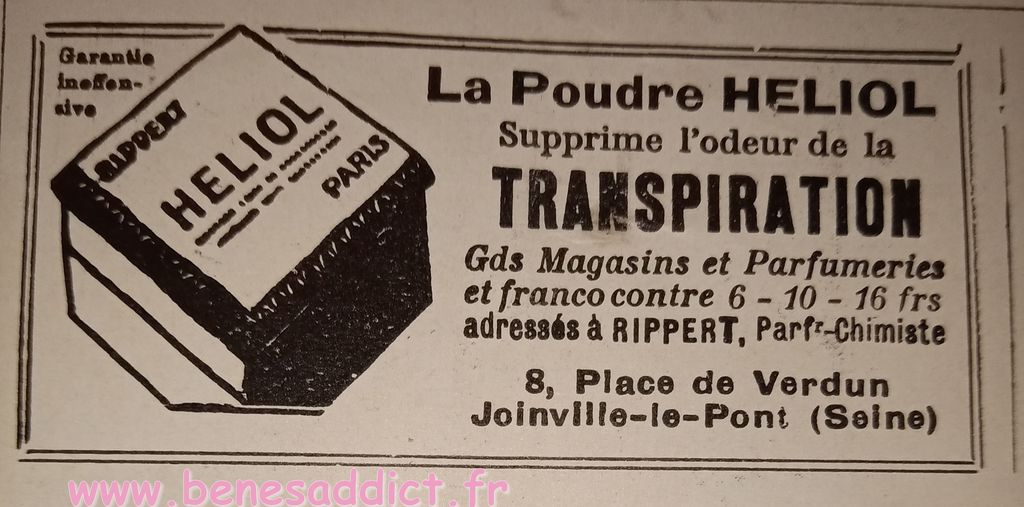 Garantie
inoffen-
sive
RIPPERT
HELIOL
PARIS
La Poudre HELIOL
Supprime l'odeur de la
TRANSPIRATION
Gds Magasins et Parfumeries
et franco contre 6 - 10 - 16 frs
adressés à RIPPERT, Parfr-Chimiste
8, Place de Verdun
Joinville-le-Pont (Seine)
www.benesaddict.fr